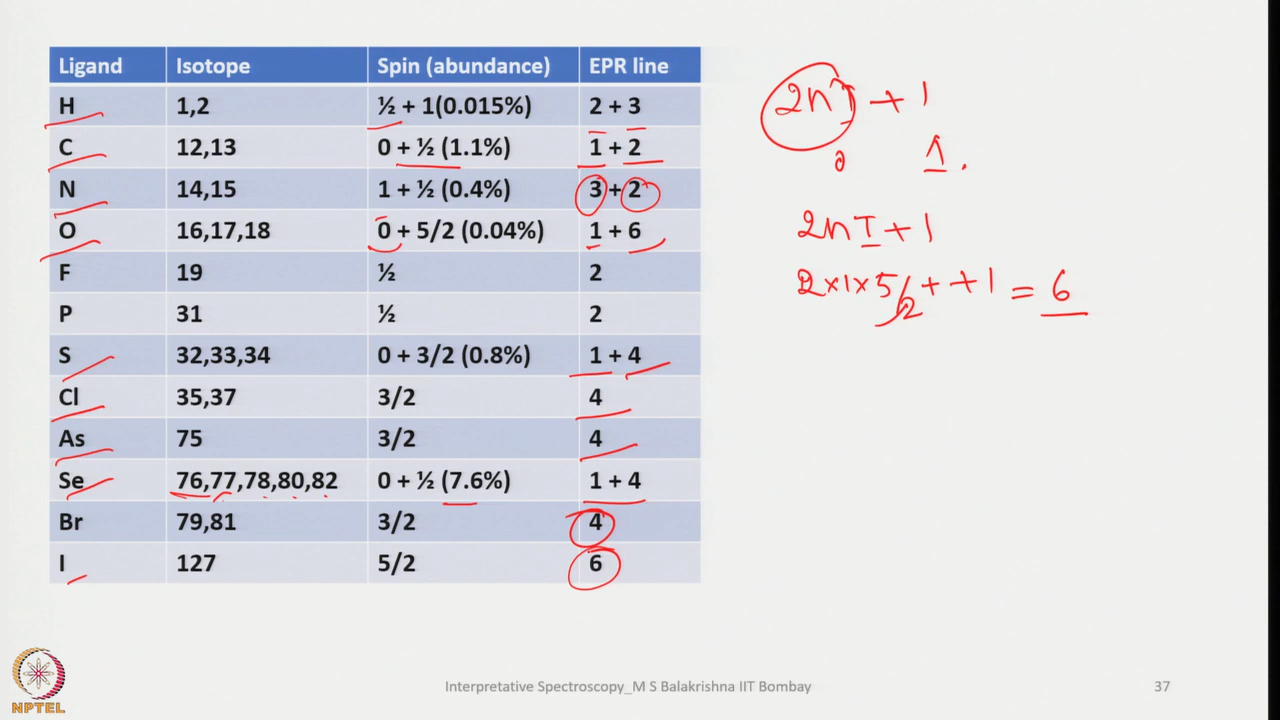 Ligand Isotope Spin (abundance) EPR line
H 1,2 ½ + 1(0.015%) 2 + 3
C 12,13 0 + ½ (1.1%) 1 + 2
N 14,15 1 + ½ (0.4%) 3 + 2
O 16,17,18 0 + 5/2 (0.04%) 1 + 6
F 19 ½ 2
P 31 ½ 2
S 32,33,34 0 + 3/2 (0.8%) 1 + 4
Cl 35,37 3/2 4
As 75 3/2 4
Se 76,77,78,80,82 0 + ½ (7.6%) 1 + 4
Br 79,81 3/2 4
I 127 5/2 6
2nI + 1
0 1.
2nI + 1
2×1×5/2 + +1 = 6
NPTEL
Interpretative Spectroscopy_M S Balakrishna IIT Bombay
37